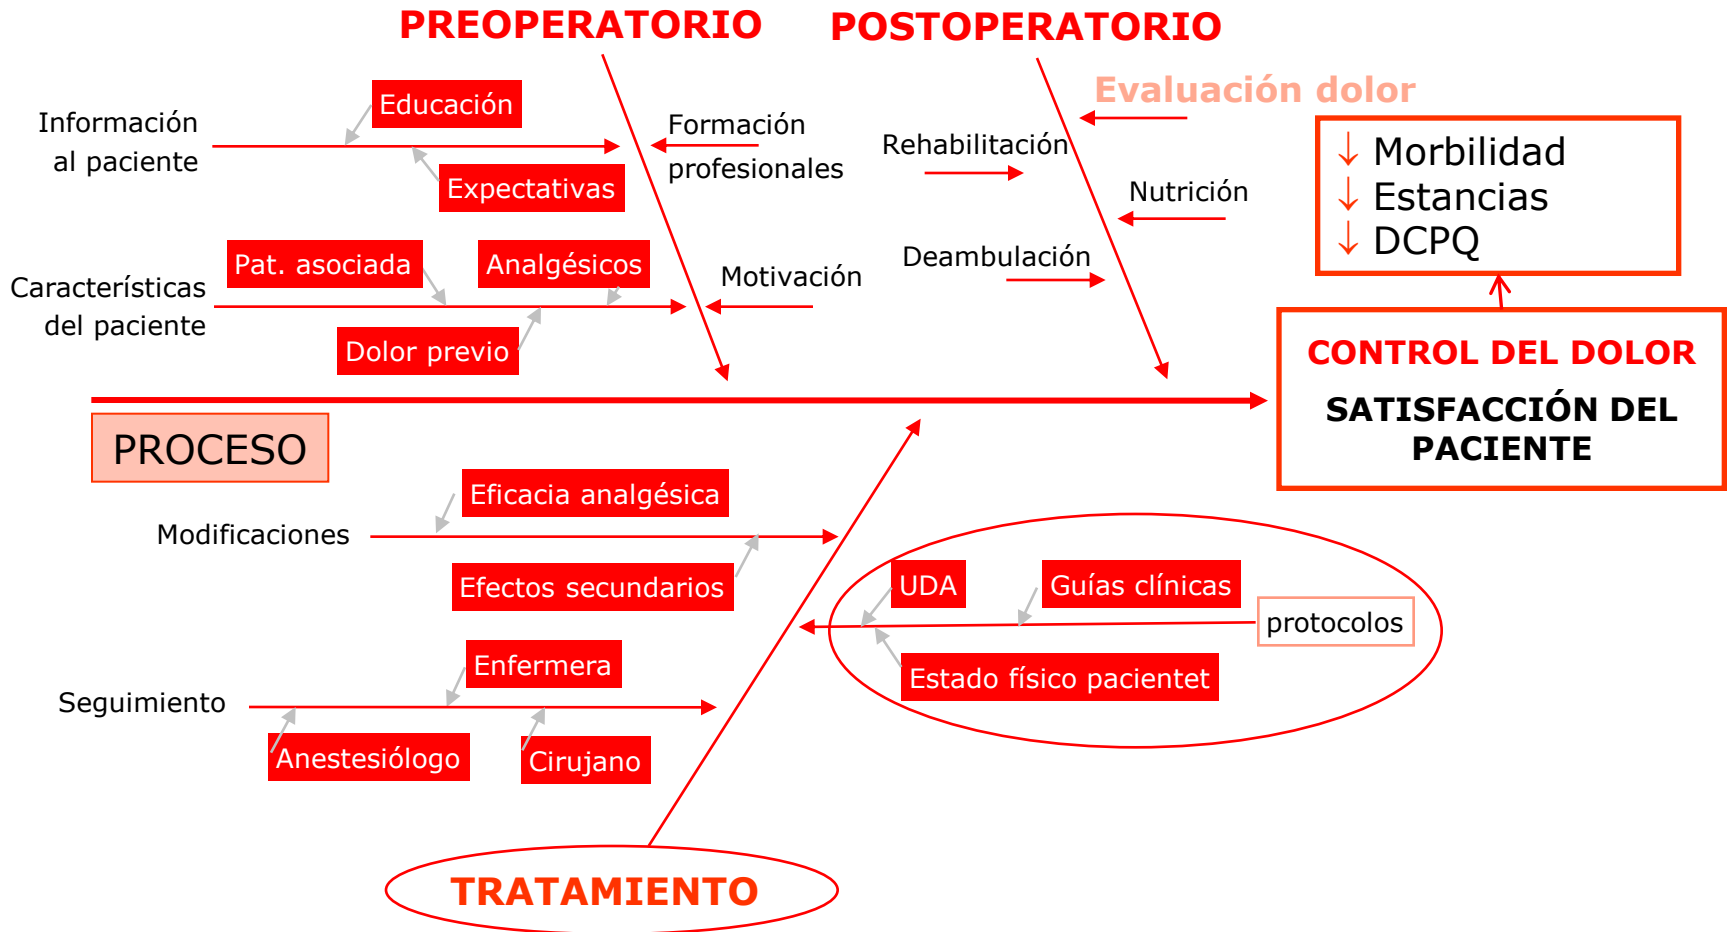 PREOPERATORIO
POSTOPERATORIO
Información
al paciente
Educación
Expectativas
Formación
profesionales
Características
del paciente
Pat. asociada
Analgésicos
Dolor previo
Motivación
Evaluación dolor
Rehabilitación
Nutrición
Deambulación
↓ Morbilidad
↓ Estancias
↓ DCPQ
CONTROL DEL DOLOR
SATISFACCIÓN DEL
PACIENTE
PROCESO
Modificaciones
Eficacia analgésica
Efectos secundarios
Seguimiento
Enfermera
Anestesiólogo
Cirujano
UDA
Guías clínicas
protocolos
Estado físico pacientet
TRATAMIENTO